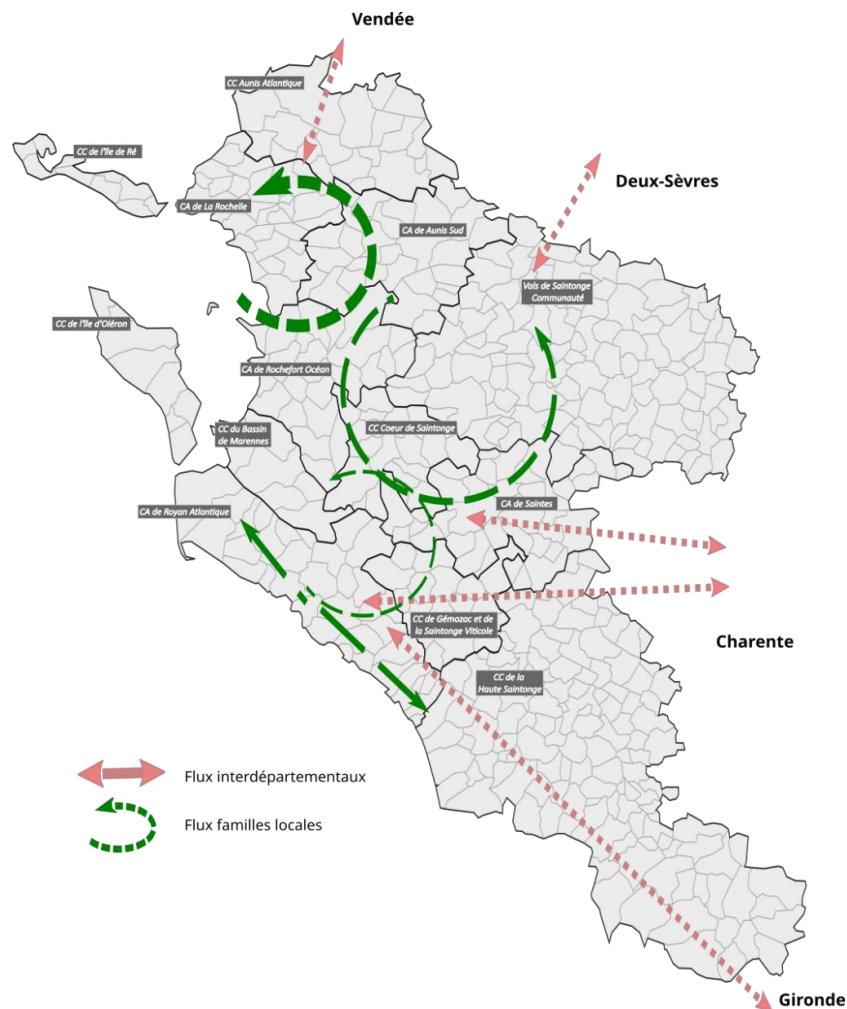 Vendée
CC Aunis Atlantique
CC de l'île de Ré
Deux-Sèvres
CA de La Rochelle
CA de Aunis Sud
Vals de Saintonge
Communauté
CC de l'île d'Oléron
CA de Rochefort Océan
CC du Bassin
de Marennes
CC Coeur de Saintonge
CA de Saintes
CA de Royan Atlantique
CC de Gémozac et de
la Saintonge Viticole
Charente
CC de la
Haute Saintonge
Flux interdépartementaux
Flux familles locales
Gironde